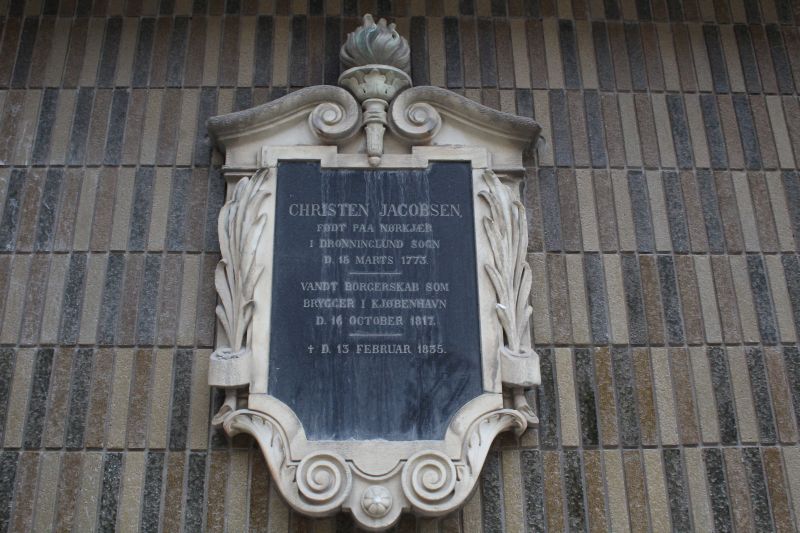 CHRISTEN JACOBSEN,
FØDT PAA NØRKJÆR
I DRONNINGLUND SOGN
D. 15 MARTS 1773.
VANDT BORGERSKAB SOM
BRYGGER I KJØBENHAVN
D. 16 OCTOBER 1817.
† D. 13 FEBRUAR 1835.